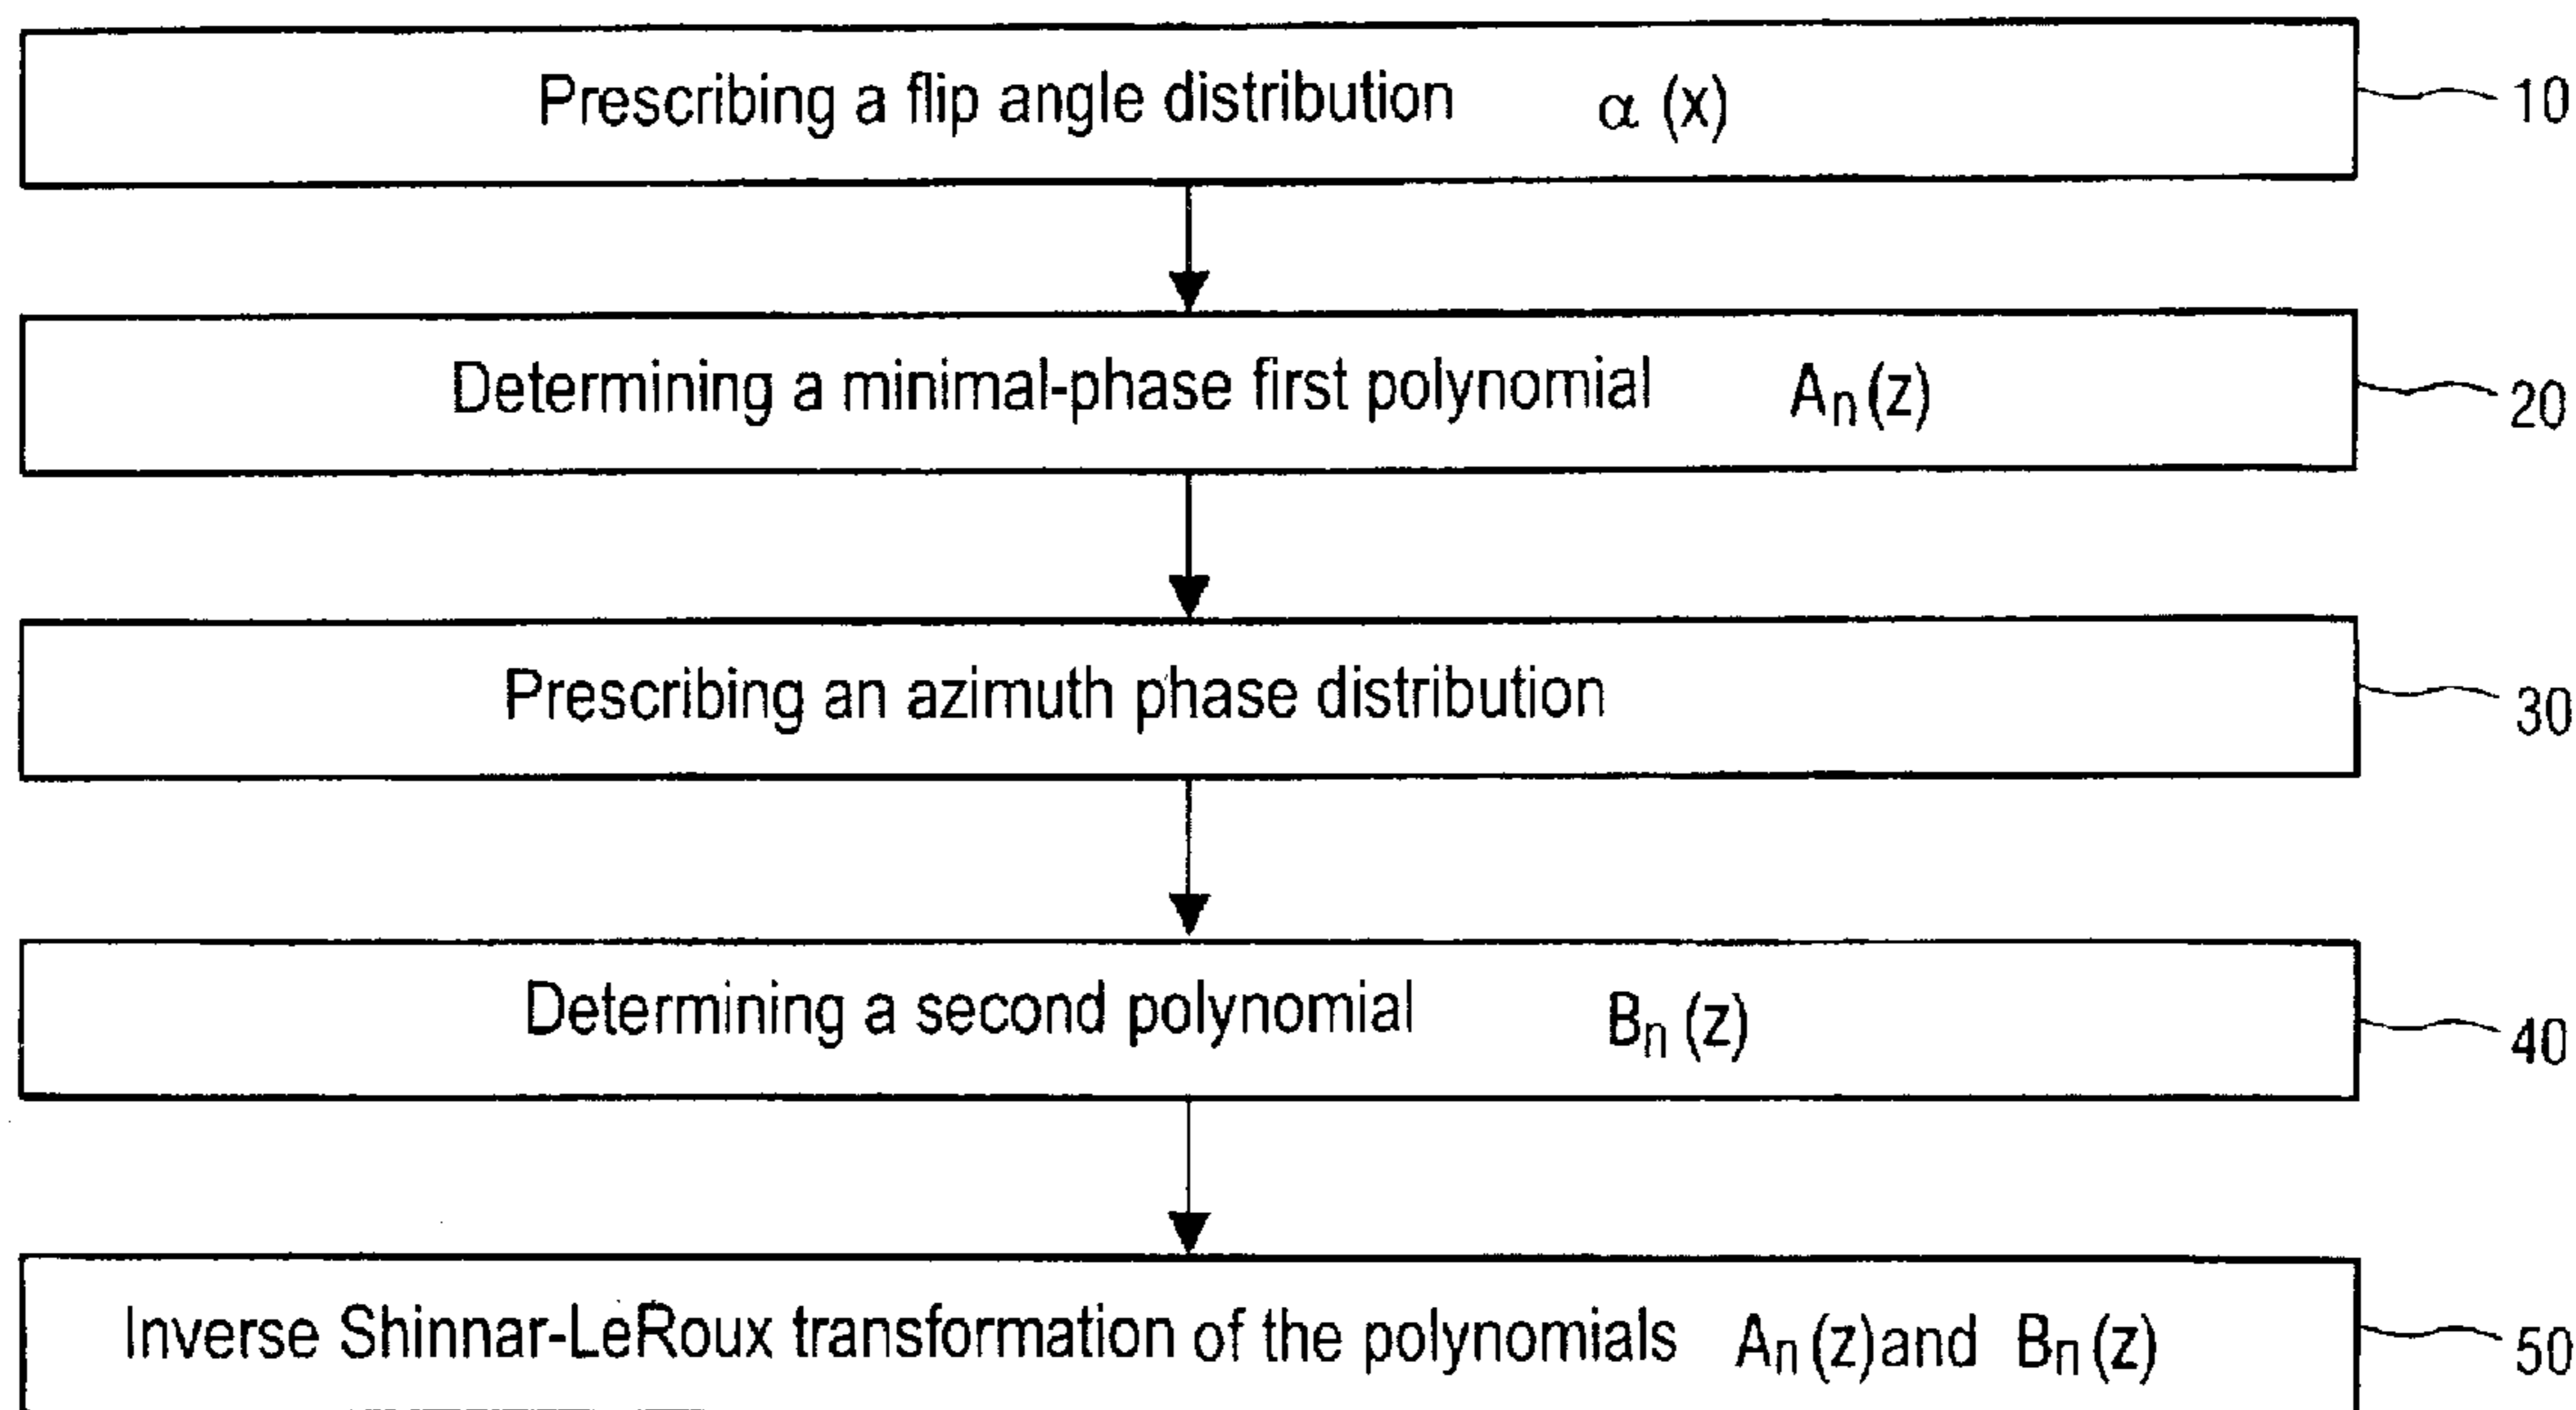 Prescribing a flip angle distribution α (x) 10
Determining a minimal-phase first polynomial Aₙ(z) 20
Prescribing an azimuth phase distribution 30
Determining a second polynomial Bₙ(z) 40
Inverse Shinnar-LeRoux transformation of the polynomials Aₙ(z) and Bₙ(z) 50